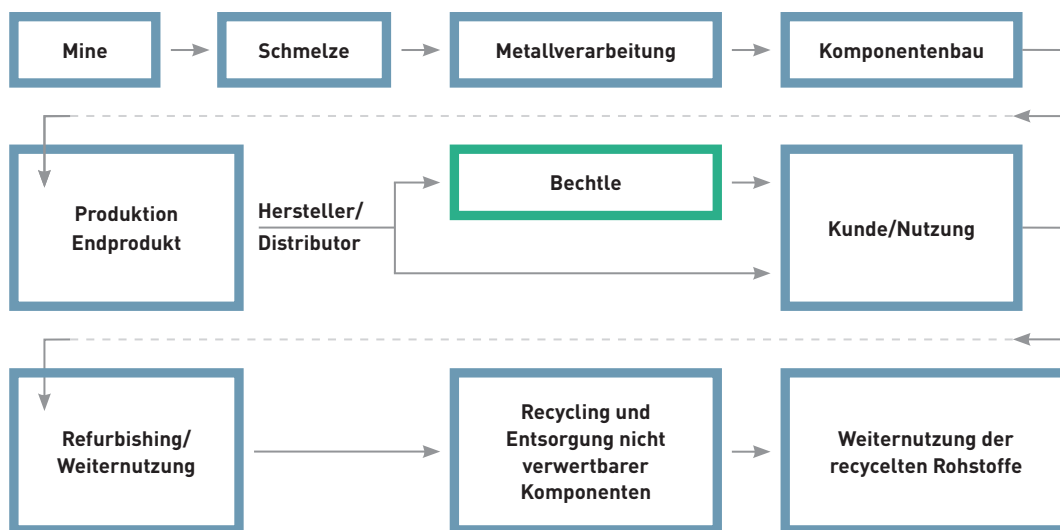 Mine
Schmelze
Metallverarbeitung
Komponentenbau
Produktion
Endprodukt
Hersteller/
Distributor
Bechtle
Kunde/Nutzung
Refurbishing/
Weiternutzung
Recycling und
Entsorgung nicht
verwertbarer
Komponenten
Weiternutzung der
recycelten Rohstoffe